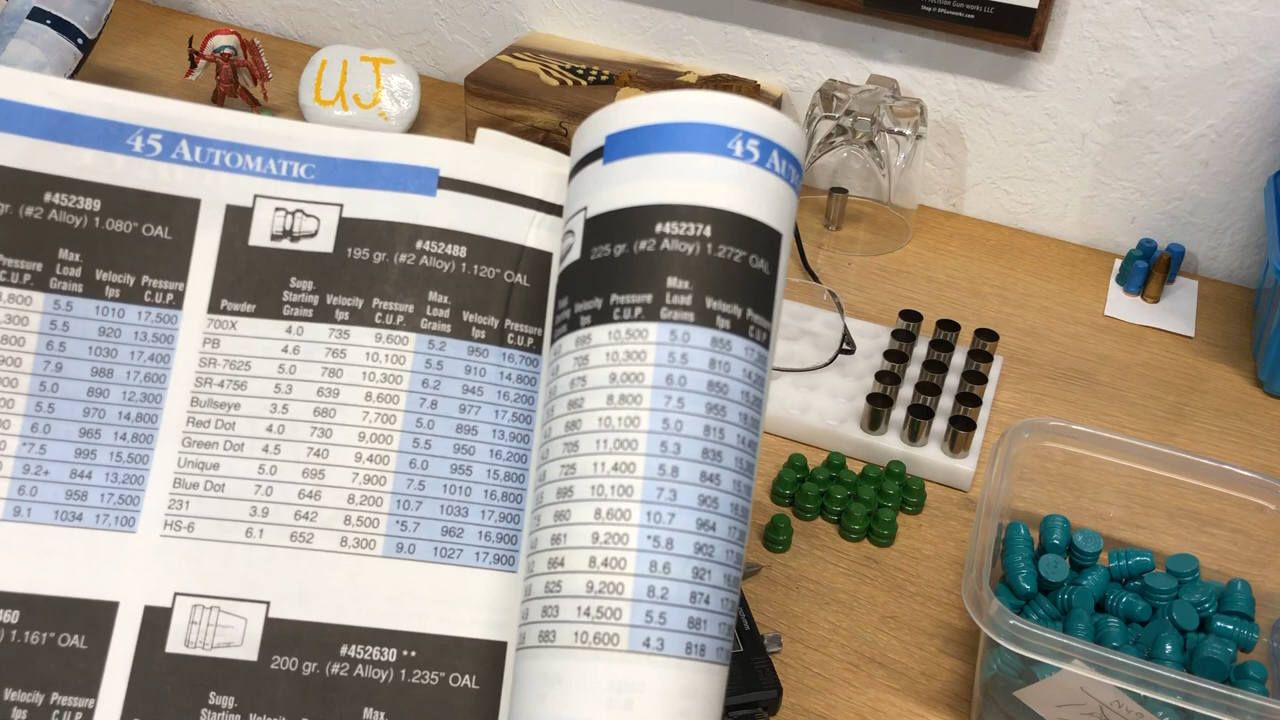 Precision Gun-works LLC
Shop @ DPGunworks.com
UJ
45 AUTOMATIC
#452389
gr. (#2 Alloy) 1.080" OAL
Pressure C.U.P. Max. Load Grains Velocity fps Pressure C.U.P.
5.5 1010 17,500
5.5 920 13,500
6.5 1030 17,400
7.9 988 17,600
5.0 890 12,300
5.5 970 14,800
6.0 965 14,800
*7.5 995 15,500
9.2+ 844 13,200
6.0 958 17,500
9.1 1034 17,100
#452488
195 gr. (#2 Alloy) 1.120" OAL
Powder Sugg. Starting Grains Velocity fps Pressure C.U.P. Max. Load Grains Velocity fps Pressure C.U.P.
700X 4.0 735 9,600 5.2 950 16,700
PB 4.6 765 10,100 5.5 910 14,800
SR-7625 5.0 780 10,300 6.2 945 16,200
SR-4756 5.3 639 8,600 7.8 977 17,500
Bullseye 3.5 680 7,700 5.0 895 13,900
Red Dot 4.0 730 9,000 5.5 950 16,200
Green Dot 4.5 740 9,400 6.0 955 15,800
Unique 5.0 695 7,900 7.5 1010 16,800
Blue Dot 7.0 646 8,200 10.7 1033 17,900
231 3.9 642 8,500 *5.7 962 16,900
HS-6 6.1 652 8,300 9.0 1027 17,900
1.161" OAL
Velocity fps Pressure C.U.P.
#452630 **
200 gr. (#2 Alloy) 1.235" OAL
Sugg. Starting Max.
45 AU
#452374
225 gr. (#2 Alloy) 1.272" OAL
Velocity fps Pressure C.U.P. Max. Load Grains Velocity fps Pressure C.U.P.
695 10,500 5.0 855
705 10,300 5.5 810
675 9,000 6.0 850
662 8,800 7.5 955
680 10,100 5.0 815
705 11,000 5.3 835
725 11,400 5.8 845
695 10,100 7.3 905
660 8,600 10.7 964
661 9,200 *5.8 902
664 8,400 8.6 921
625 9,200 8.2 874
803 14,500 5.5 881
683 10,600 4.3 818